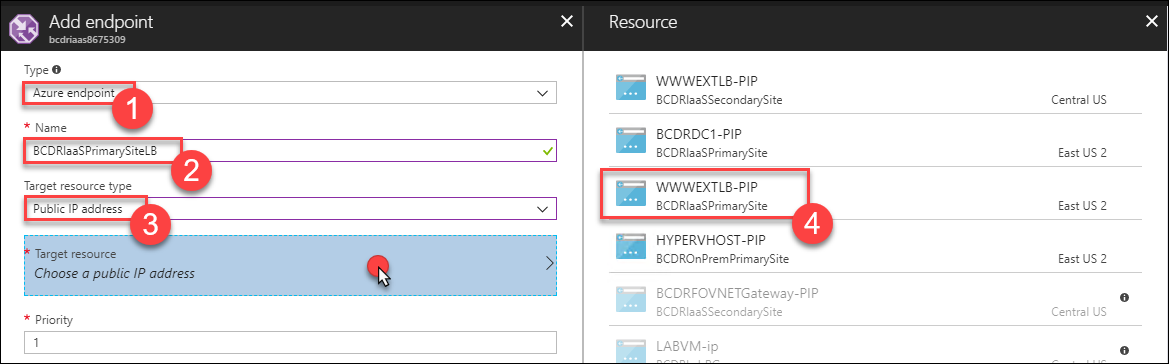 Add endpoint
bcdriaas8675309
Type
Azure endpoint
1
* Name
BCDRIaaSPrimarySiteLB
2
Target resource type
Public IP address
3
* Target resource
Choose a public IP address
* Priority
1
Resource
WWWEXTLB-PIP
BCDRIaaSSecondarySite
Central US
BCDRDC1-PIP
BCDRIaaSPrimarySite
East US 2
WWWEXTLB-PIP
BCDRIaaSPrimarySite
East US 2
4
HYPERVHOST-PIP
BCDROnPremPrimarySite
East US 2
BCDRFOVNETGateway-PIP
BCDRIaaSSecondarySite
Central US
LABVM-ip